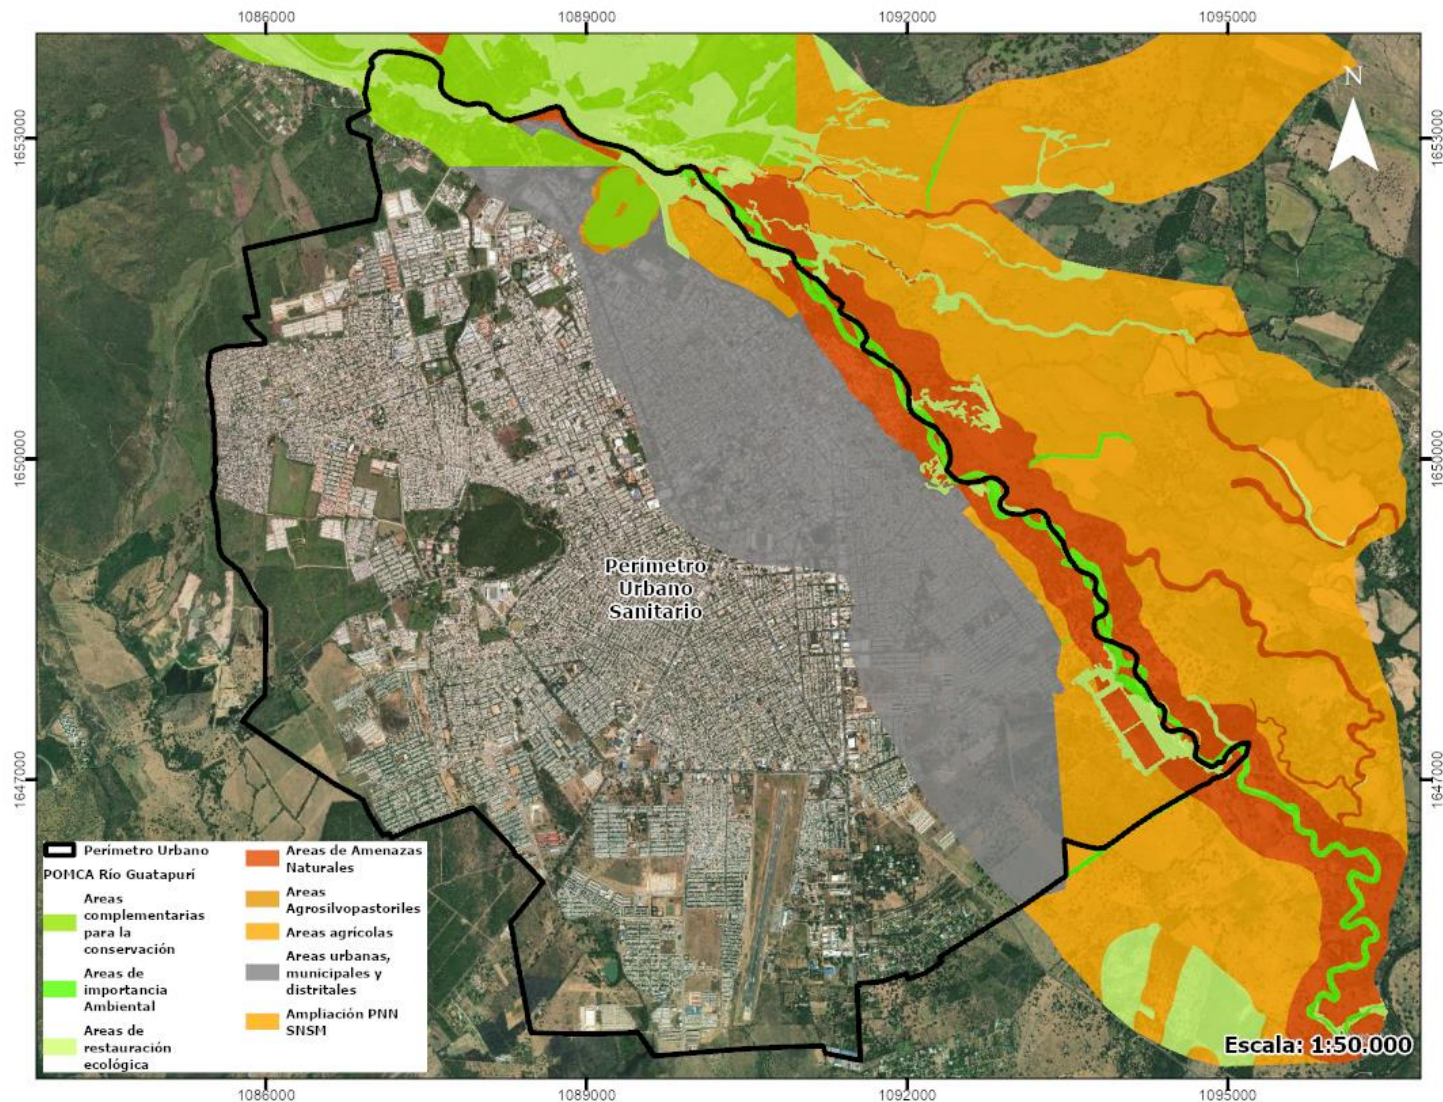 1086000
1089000
1092000
1095000
N
1653000
1653000
1650000
1650000
Perímetro
Urbano
Sanitario
1647000
1647000
Perímetro Urbano
POMCA Río Guatapurí
Areas
complementarias
para la
conservación
Areas de
importancia
Ambiental
Areas de
restauración
ecológica
Areas de Amenazas
Naturales
Areas
Agrosilvopastoriles
Areas agrícolas
Areas urbanas,
municipales y
distritales
Ampliación PNN
SNSM
Escala: 1:50.000
1086000
1089000
1092000
1095000